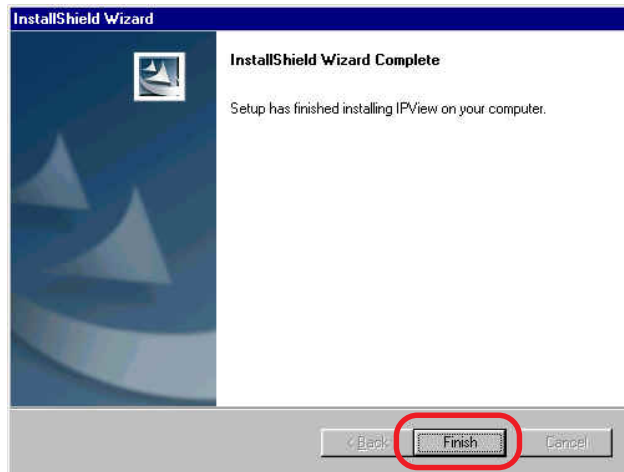 InstallShield Wizard
InstallShield Wizard Complete
Setup has finished installing IPView on your computer.
< Back
Finish
Cancel